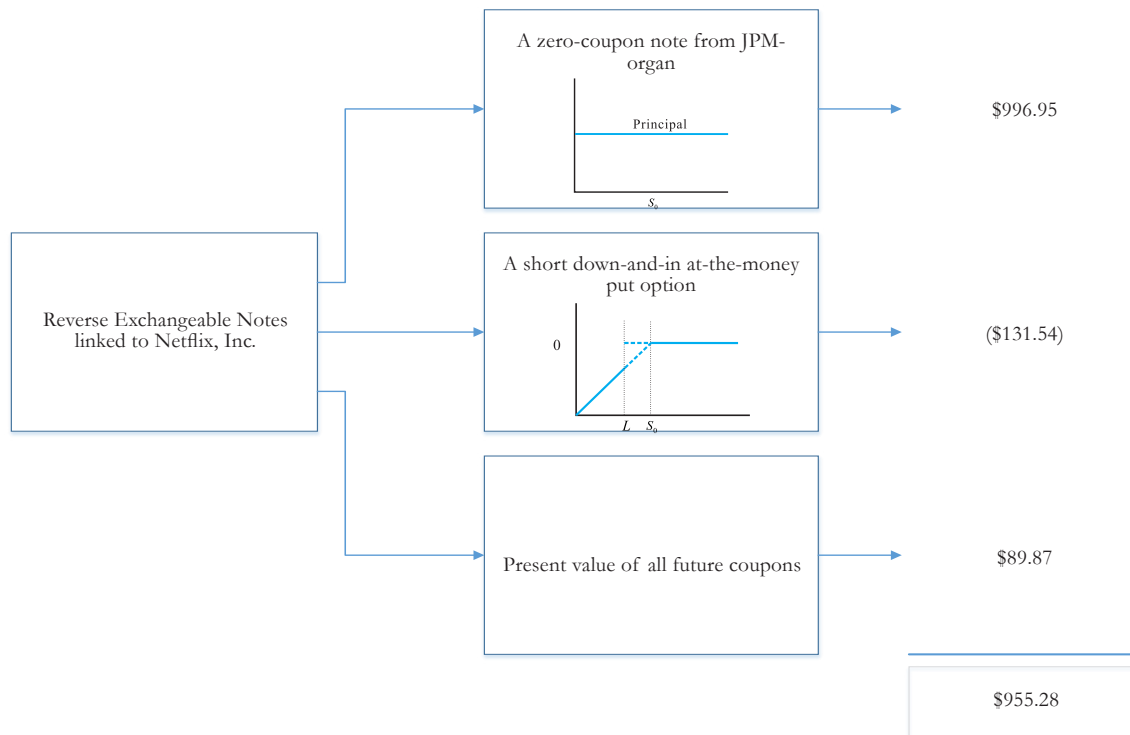 A zero-coupon note from JPM-
organ
Principal
S₀
$996.95
Reverse Exchangeable Notes
linked to Netflix, Inc.
A short down-and-in at-the-money
put option
0
L S₀
($131.54)
Present value of all future coupons
$89.87
$955.28